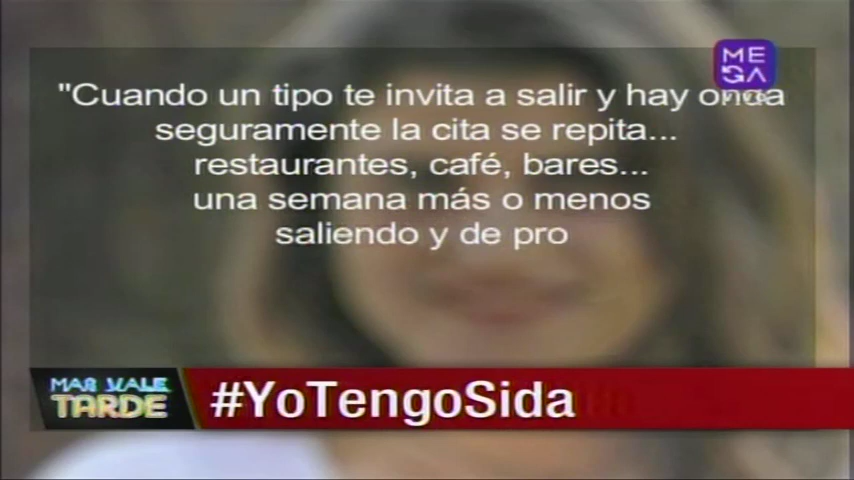 MEGA
"Cuando un tipo te invita a salir y hay onda
seguramente la cita se repita...
restaurantes, café, bares...
una semana más o menos
saliendo y de pro
MAS VALE
TARDE
#YoTengoSida